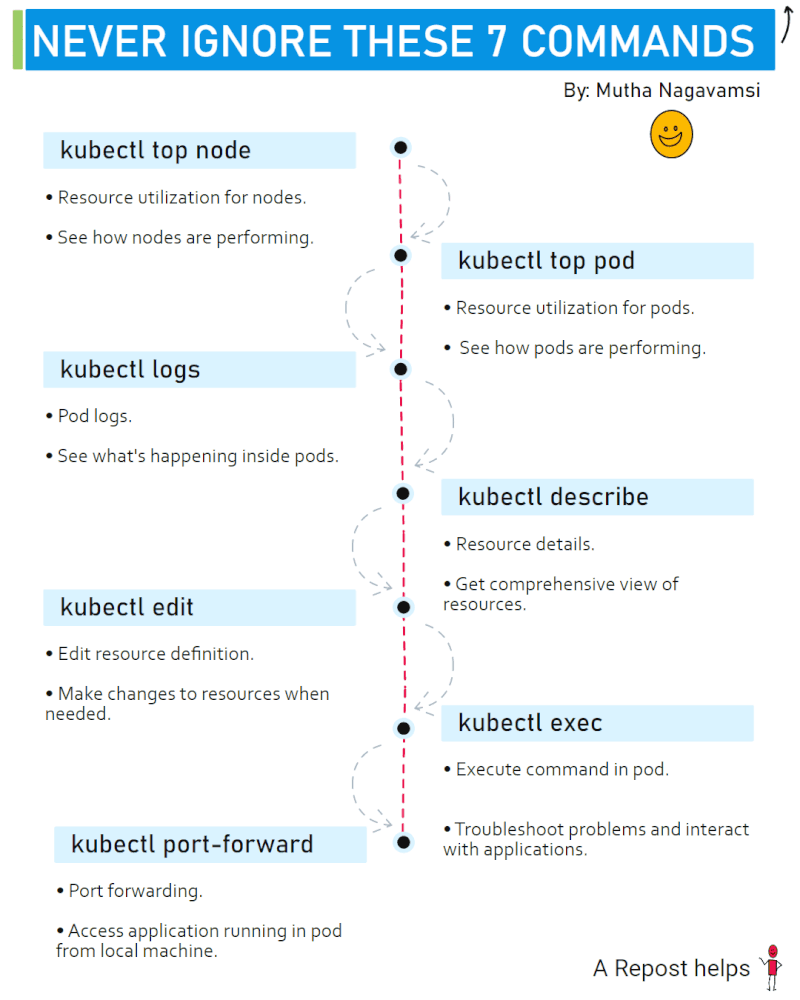 NEVER IGNORE THESE 7 COMMANDS
By: Mutha Nagavamsi
kubectl top node
• Resource utilization for nodes.
• See how nodes are performing.
kubectl top pod
• Resource utilization for pods.
• See how pods are performing.
kubectl logs
• Pod logs.
• See what's happening inside pods.
kubectl describe
• Resource details.
• Get comprehensive view of
resources.
kubectl edit
• Edit resource definition.
• Make changes to resources when
needed.
kubectl exec
• Execute command in pod.
• Troubleshoot problems and interact
with applications.
kubectl port-forward
• Port forwarding.
• Access application running in pod
from local machine.
A Repost helps